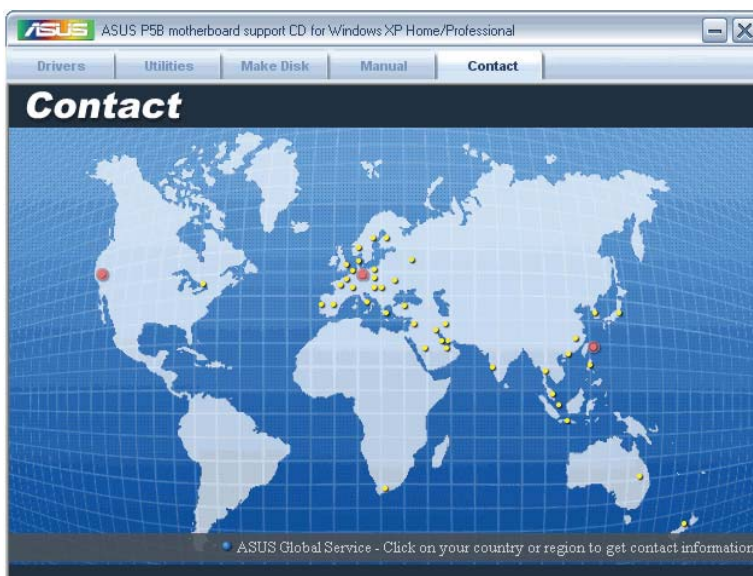 ASUS ASUS P5B motherboard support CD for Windows XP Home/Professional
Drivers Utilities Make Disk Manual Contact
Contact
ASUS Global Service - Click on your country or region to get contact information